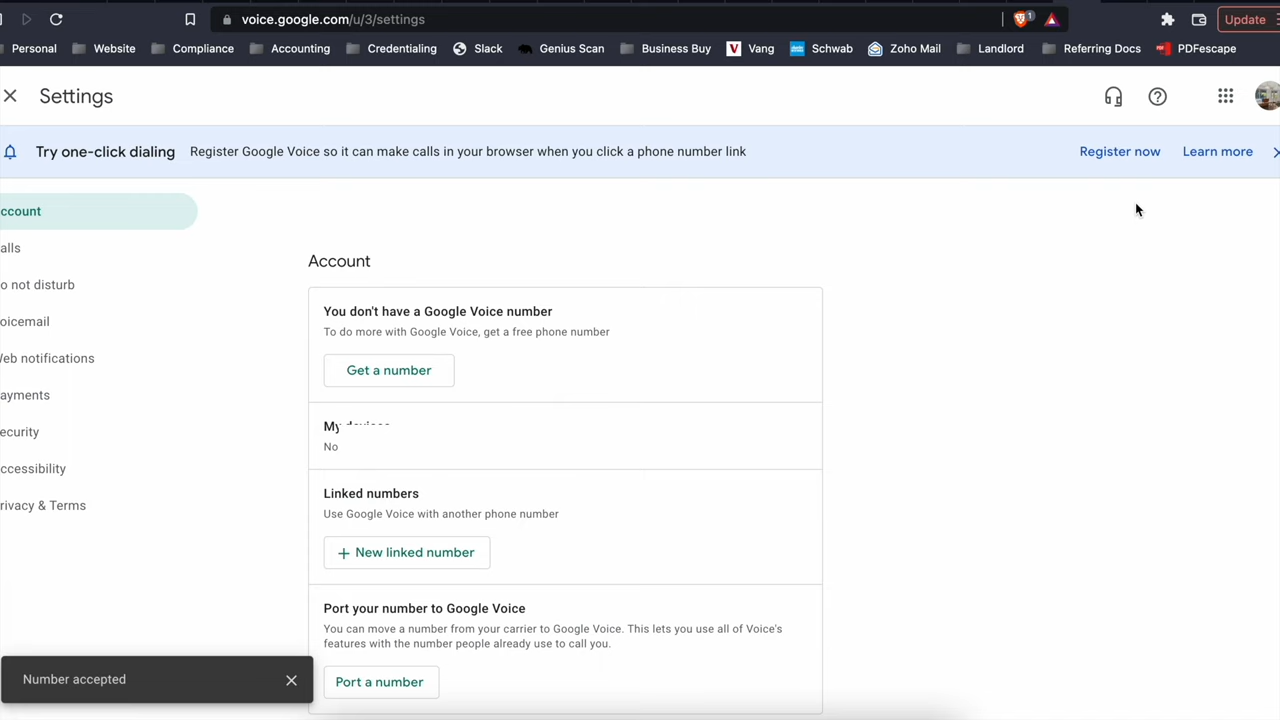 voice.google.com/u/3/settings
1
Update
Personal Website Compliance Accounting Credentialing Slack Genius Scan Business Buy Vang Schwab Zoho Mail Landlord Referring Docs PDFescape
Settings
Try one-click dialing Register Google Voice so it can make calls in your browser when you click a phone number link Register now Learn more
ccount
alls
o not disturb
oicemail
eb notifications
ayments
ecurity
ccessibility
rivacy & Terms
Account
You don't have a Google Voice number
To do more with Google Voice, get a free phone number
Get a number
My devices
No
Linked numbers
Use Google Voice with another phone number
+ New linked number
Port your number to Google Voice
You can move a number from your carrier to Google Voice. This lets you use all of Voice's
features with the number people already use to call you.
Port a number
Number accepted